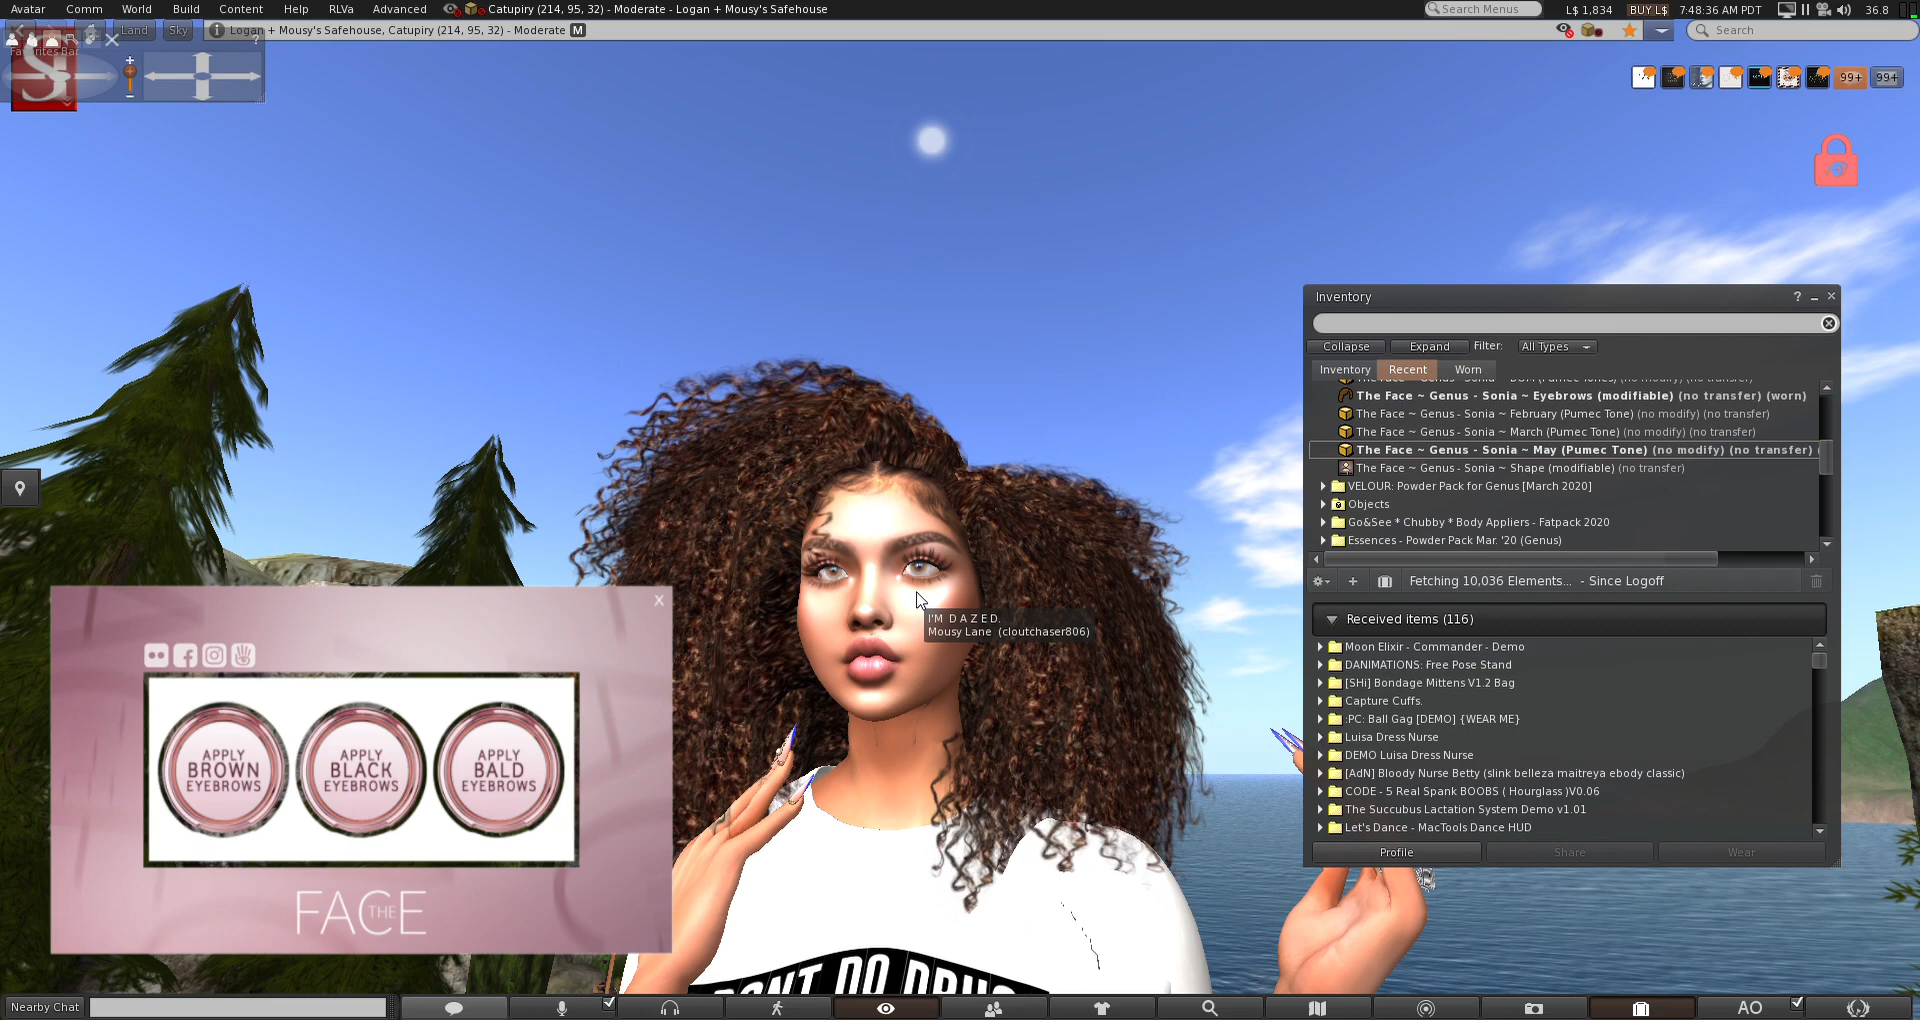 Avatar Comm World Build Content Help RLVa Advanced Catupiry (214, 95, 32) - Moderate - Logan + Mousy's Safehouse
Search Menus L$ 1,834 BUY L$ 7:48:36 AM PDT 36.8
Land Sky Logan + Mousy's Safehouse, Catupiry (214, 95, 32) - Moderate M
Search
Favorites Bar
99+ 99+
Inventory
Collapse Expand Filter: All Types
Inventory Recent Worn
The Face ~ Genus - Sonia ~ Eyebrows (modifiable) (no transfer) (worn)
The Face ~ Genus - Sonia ~ February (Pumec Tone) (no modify) (no transfer)
The Face ~ Genus - Sonia ~ March (Pumec Tone) (no modify) (no transfer)
The Face ~ Genus - Sonia ~ May (Pumec Tone) (no modify) (no transfer) (
The Face ~ Genus - Sonia ~ Shape (modifiable) (no transfer)
VELOUR: Powder Pack for Genus [March 2020]
Objects
Go&See * Chubby * Body Appliers - Fatpack 2020
Essences - Powder Pack Mar. '20 (Genus)
Fetching 10,036 Elements... - Since Logoff
Received items (116)
Moon Elixir - Commander - Demo
DANIMATIONS: Free Pose Stand
[SHi] Bondage Mittens V1.2 Bag
Capture Cuffs.
:PC: Ball Gag [DEMO] {WEAR ME}
Luisa Dress Nurse
DEMO Luisa Dress Nurse
[AdN] Bloody Nurse Betty (slink belleza maitreya ebody classic)
CODE - 5 Real Spank BOOBS ( Hourglass )V0.06
The Succubus Lactation System Demo v1.01
Let's Dance - MacTools Dance HUD
Profile Share Wear
I'M D A Z E D.
Mousy Lane (cloutchaser806)
x
APPLY BROWN EYEBROWS
APPLY BLACK EYEBROWS
APPLY BALD EYEBROWS
THE FACE
Nearby Chat
AO